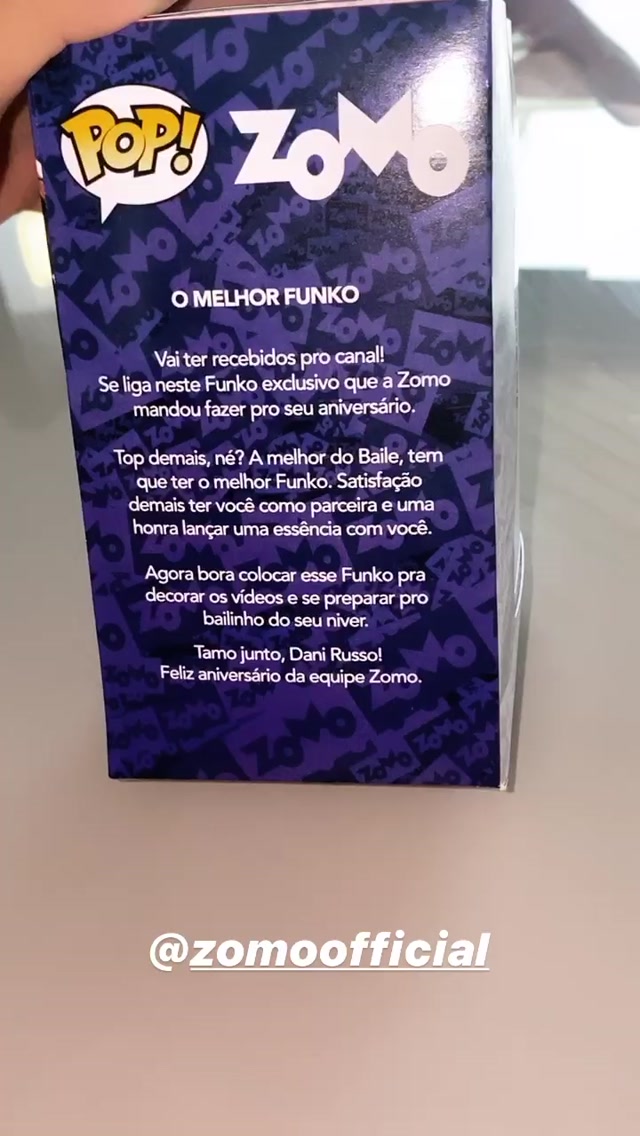 POP! ZOMO
O MELHOR FUNKO
Vai ter recebidos pro canal!
Se liga neste Funko exclusivo que a Zomo
mandou fazer pro seu aniversário.
Top demais, né? A melhor do Baile, tem
que ter o melhor Funko. Satisfação
demais ter você como parceira e uma
honra lançar uma essência com você.
Agora bora colocar esse Funko pra
decorar os vídeos e se preparar pro
bailinho do seu niver.
Tamo junto, Dani Russo!
Feliz aniversário da equipe Zomo.
@zomoofficial